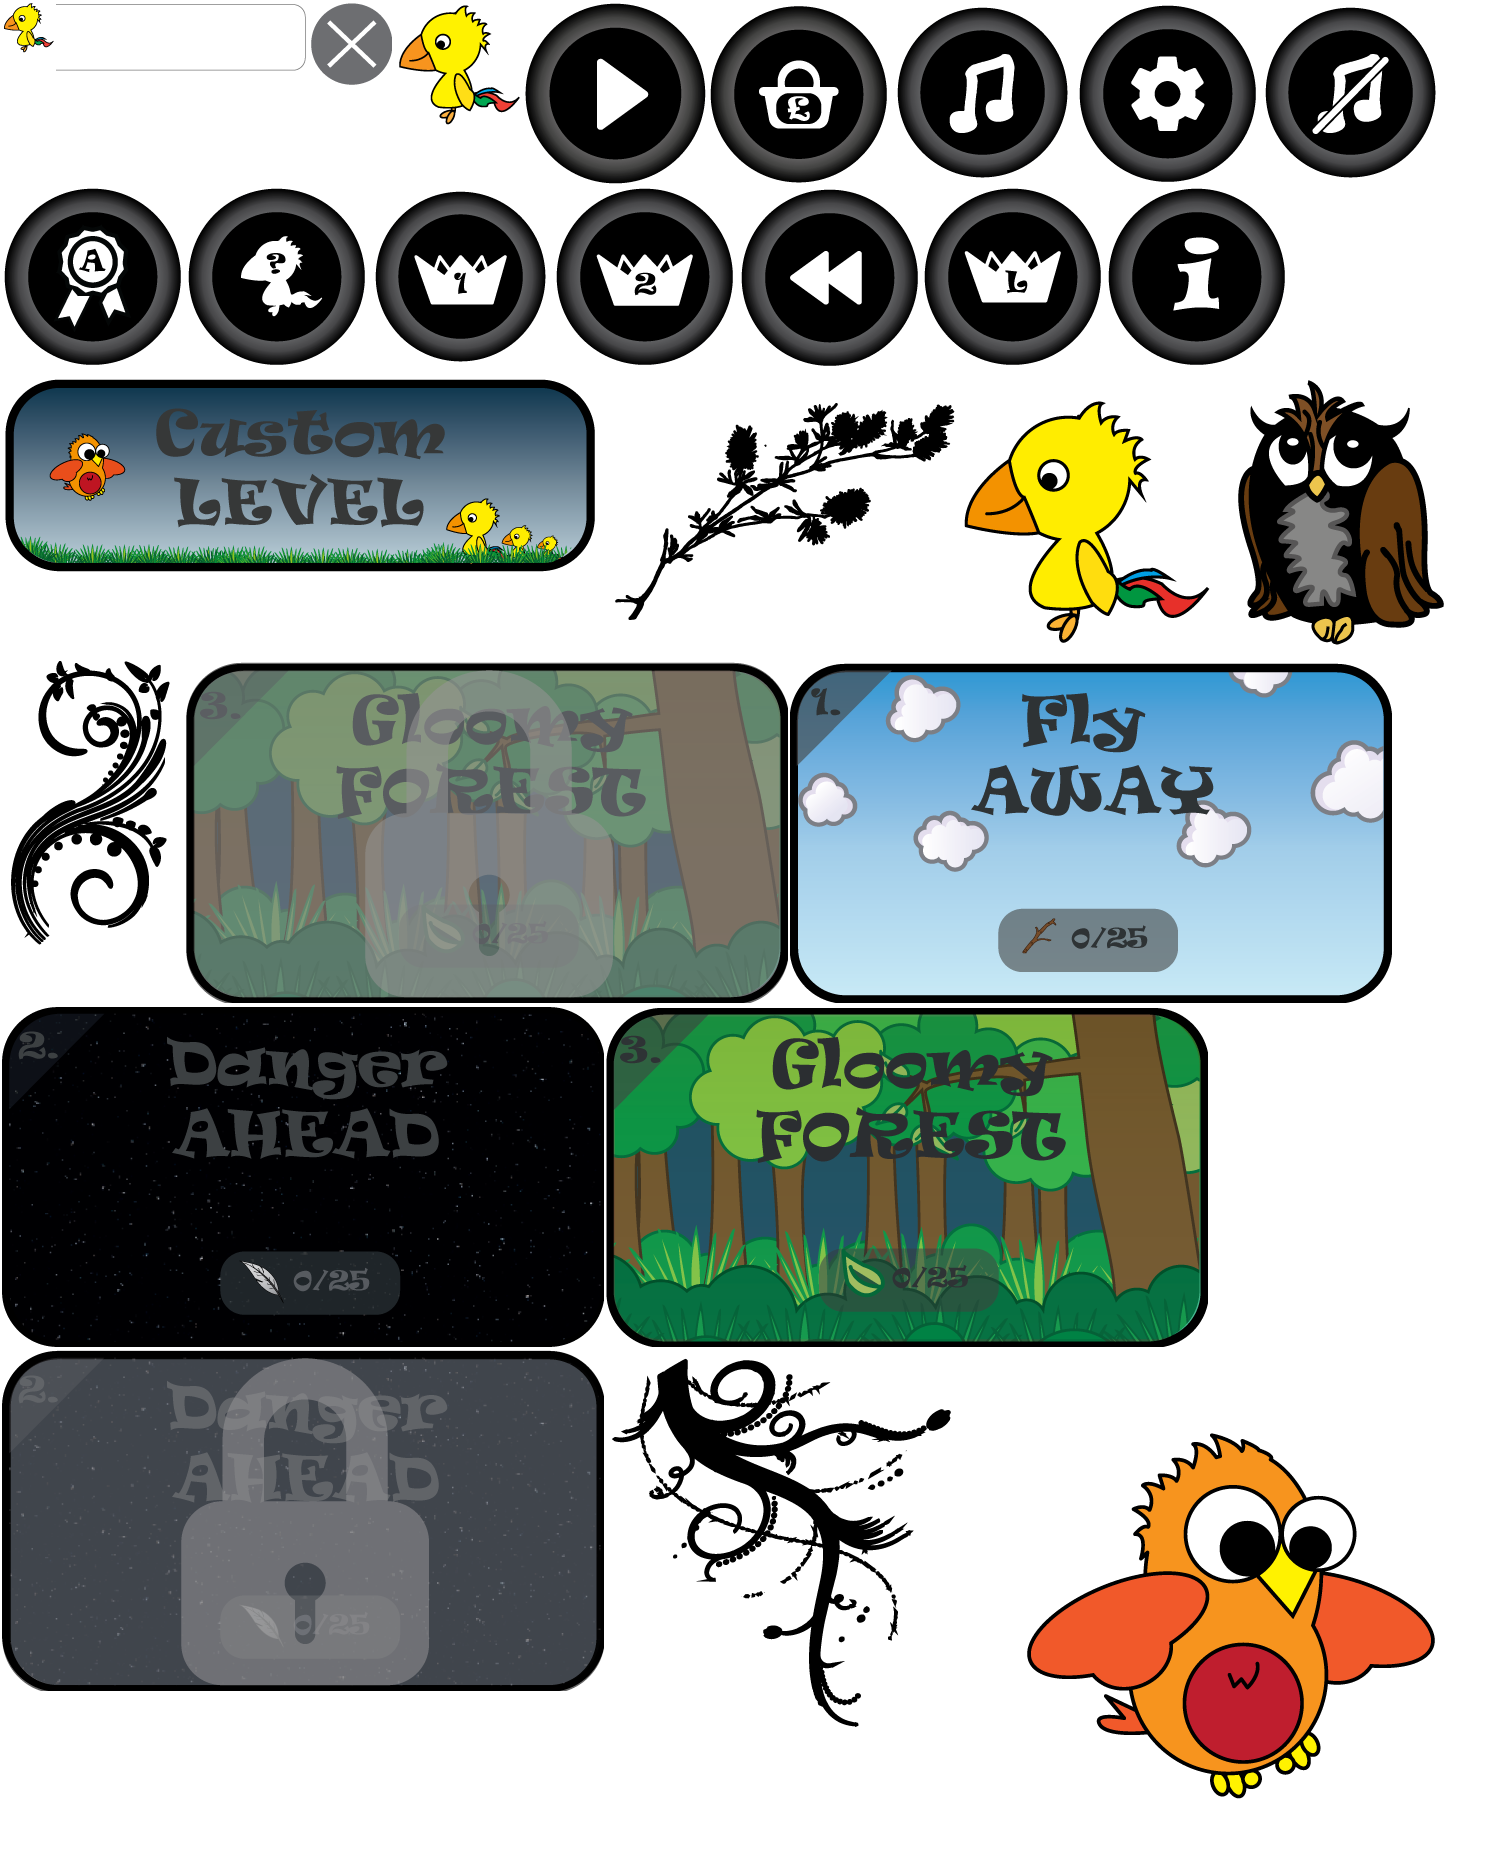 £
A
?
1
2
L
i
Custom
LEVEL
3.
Gloomy
FOREST
0/25
1.
Fly
AWAY
0/25
2.
Danger
AHEAD
0/25
3.
Gloomy
FOREST
0/25
2.
Danger
AHEAD
0/25